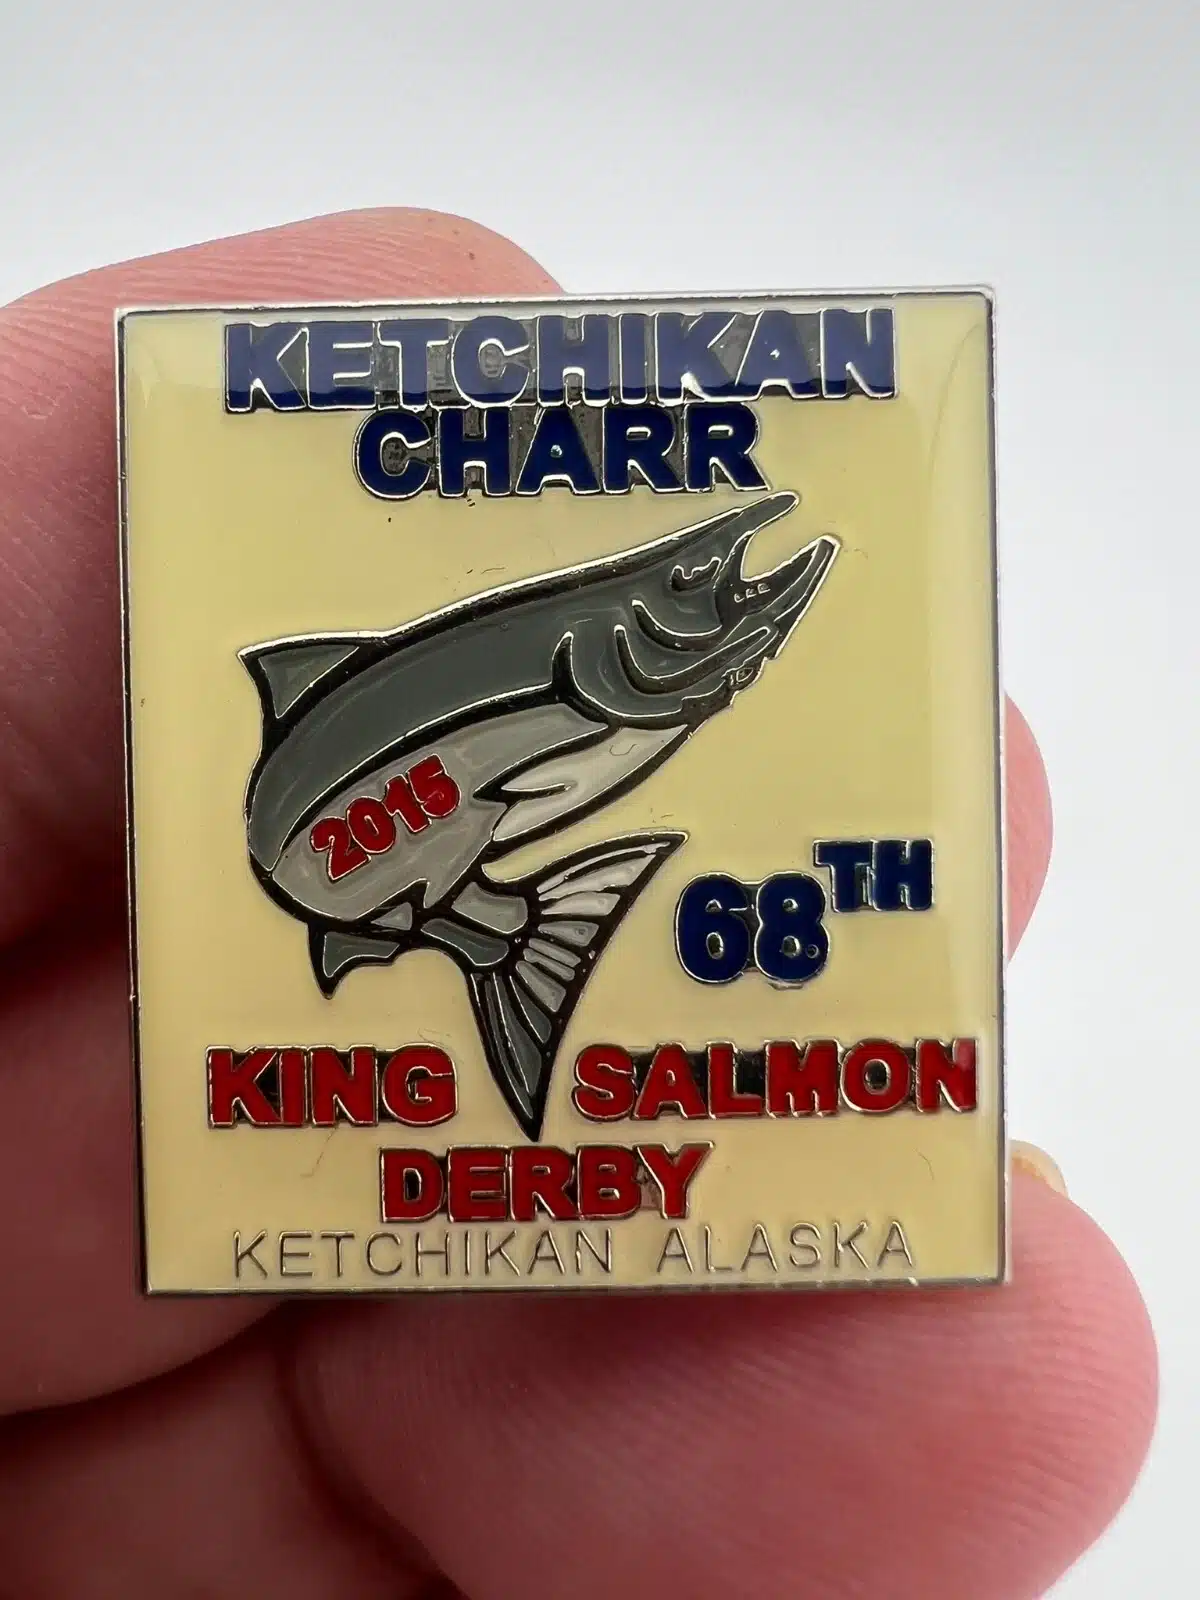 KETCHIKAN
CHARR
2015
68TH
KING SALMON
DERBY
KETCHIKAN ALASKA